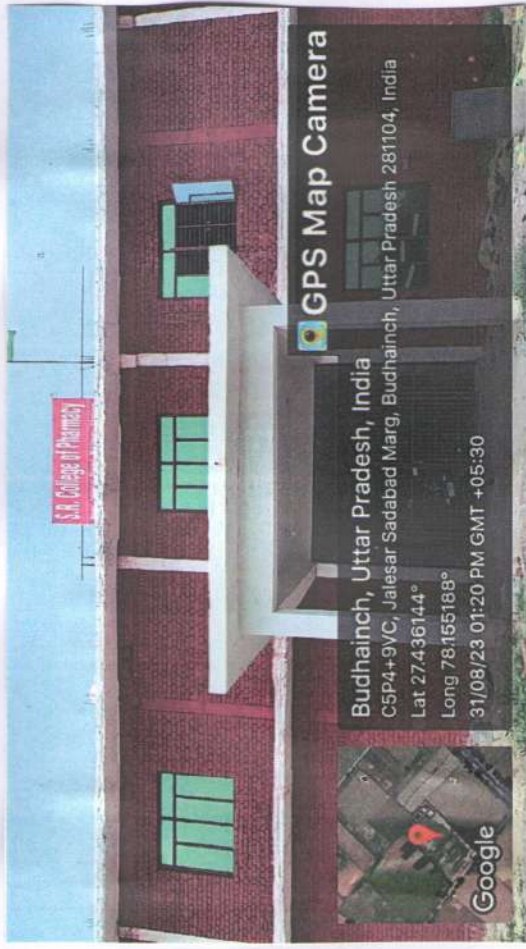 S.R. College of Pharmacy
GPS Map Camera
Budhainch, Uttar Pradesh, India
C5P4+9VC, Jalesar Sadabad Marg, Budhainch, Uttar Pradesh 281104, India
Lat 27.436144°
Long 78.155188°
31/08/23 01:20 PM GMT +05:30
Google